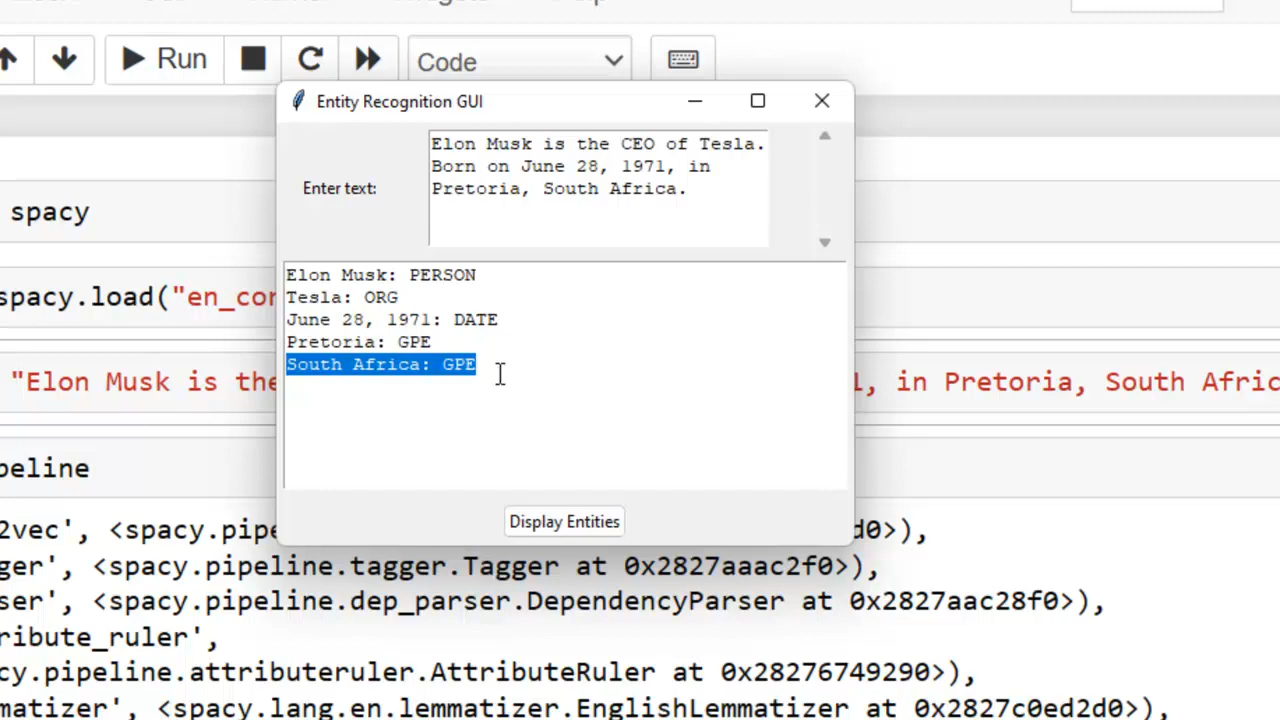 Run
Code
Entity Recognition GUI
Enter text:
Elon Musk is the CEO of Tesla.
Born on June 28, 1971, in
Pretoria, South Africa.
Elon Musk: PERSON
Tesla: ORG
June 28, 1971: DATE
Pretoria: GPE
South Africa: GPE
Display Entities
spacy
spacy.load("en_cor
"Elon Musk is the 1, in Pretoria, South Afric
peline
2vec', <spacy.pipe d0>),
ger', <spacy.pipeline.tagger.Tagger at 0x2827aaac2f0>),
ser', <spacy.pipeline.dep_parser.DependencyParser at 0x2827aac28f0>),
ribute_ruler',
cy.pipeline.attributeruler.AttributeRuler at 0x28276749290>),
matizer', <spacy.lang.en.lemmatizer.EnglishLemmatizer at 0x2827c0ed2d0>),